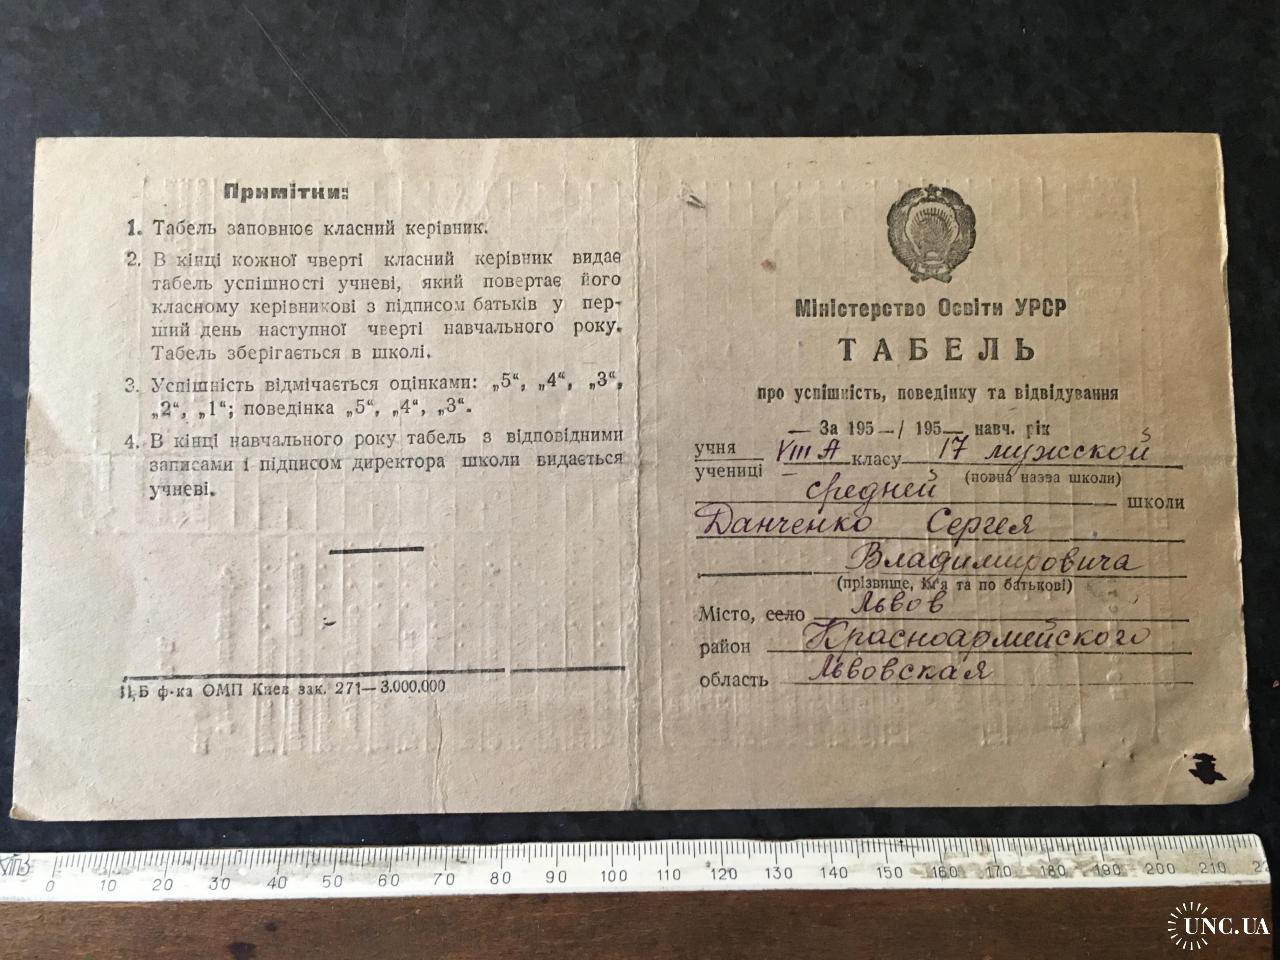 Примітки:
1. Табель заповнює класний керівник.
2. В кінці кожної чверті класний керівник видає
табель успішності учневі, який повертає його
класному керівникові з підписом батьків у пер-
ший день наступної чверті навчального року.
Табель зберігається в школі.
3. Успішність відмічається оцінками: „5“, „4“, „3“,
„2“, „1“; поведінка „5“, „4“, „3“.
4. В кінці навчального року табель з відповідними
записами і підписом директора школи видається
учневі.
ЦБ ф-ка ОМП Киев зак. 271—3.000.000
Міністерство Освіти УРСР
ТАБЕЛЬ
про успішність, поведінку та відвідування
— За 195 —/ 195— навч. рік
учня
учениці VIII А класу 17 мужской
(повна назва школи)
средней школи
Данченко Сергея
Владимировича
(прізвище, ім'я та по батькові)
Місто, село Львов
район Красноармейского
область Львовская
0 10 20 30 40 50 60 70 80 90 100 110 120 130 140 150 160 170 180 190 200 210
UNC.UA